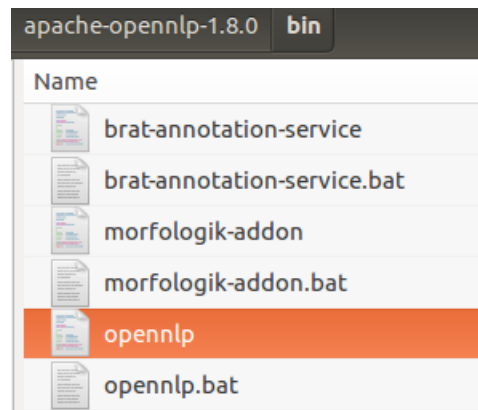 apache-opennlp-1.8.0 bin
Name
brat-annotation-service
brat-annotation-service.bat
morfologik-addon
morfologik-addon.bat
opennlp
opennlp.bat